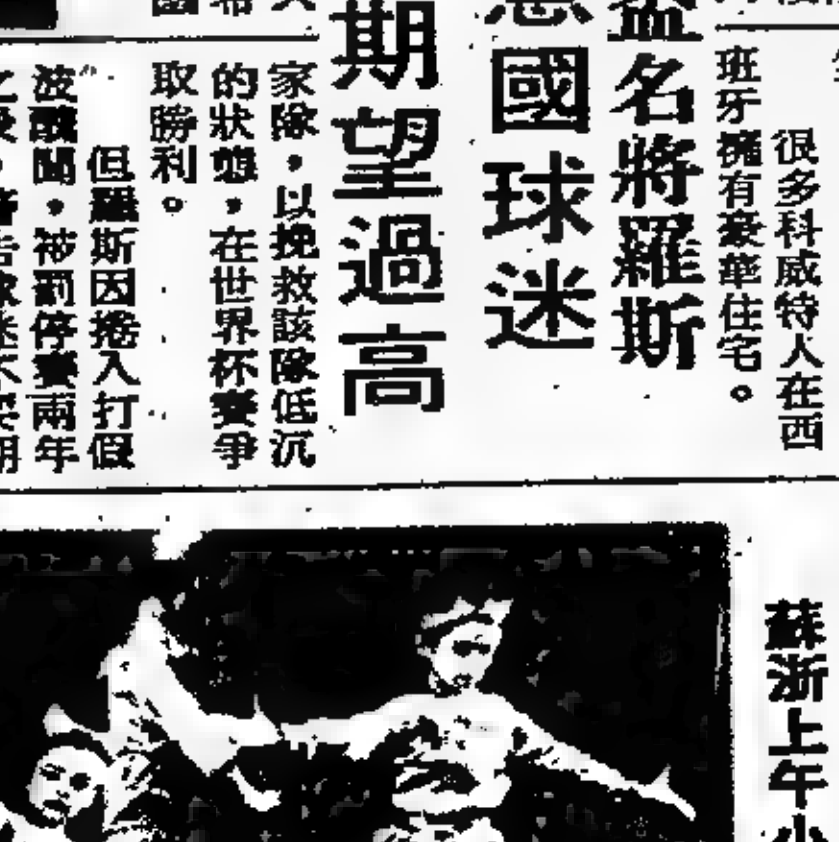 很多科威特人在西
班牙擁有豪華住宅。
名將羅斯
國球迷
期望過高
家隊，以挽救該隊低沉
的狀態，在世界杯賽爭
取勝利。
但羅斯因捲入打假
波醜聞，被罰停賽兩年
蘇浙上午小